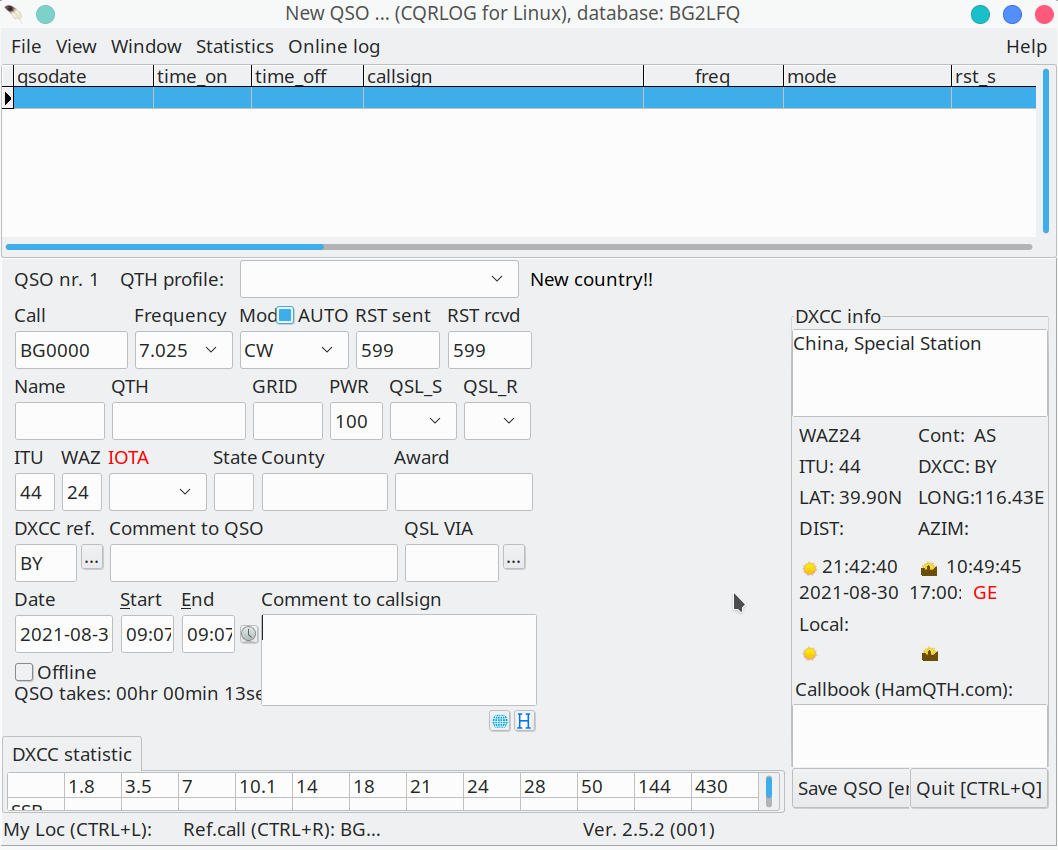 New QSO ... (CQRLOG for Linux), database: BG2LFQ
File View Window Statistics Online log Help
qsodate time_on time_off callsign freq mode rst_s
QSO nr. 1 QTH profile: New country!!
Call Frequency Mod AUTO RST sent RST rcvd
BG0000 7.025 CW 599 599
Name QTH GRID PWR QSL_S QSL_R
100
ITU WAZ IOTA State County Award
44 24
DXCC ref. Comment to QSO QSL VIA
BY ... ...
Date Start End Comment to callsign
2021-08-3 09:07 09:07
Offline
QSO takes: 00hr 00min 13se
H
DXCC info
China, Special Station
WAZ24 Cont: AS
ITU: 44 DXCC: BY
LAT: 39.90N LONG:116.43E
DIST: AZIM:
21:42:40 10:49:45
2021-08-30 17:00: GE
Local:
Callbook (HamQTH.com):
Save QSO [en Quit [CTRL+Q]
DXCC statistic
1.8 3.5 7 10.1 14 18 21 24 28 50 144 430
SSB
My Loc (CTRL+L): Ref.call (CTRL+R): BG... Ver. 2.5.2 (001)